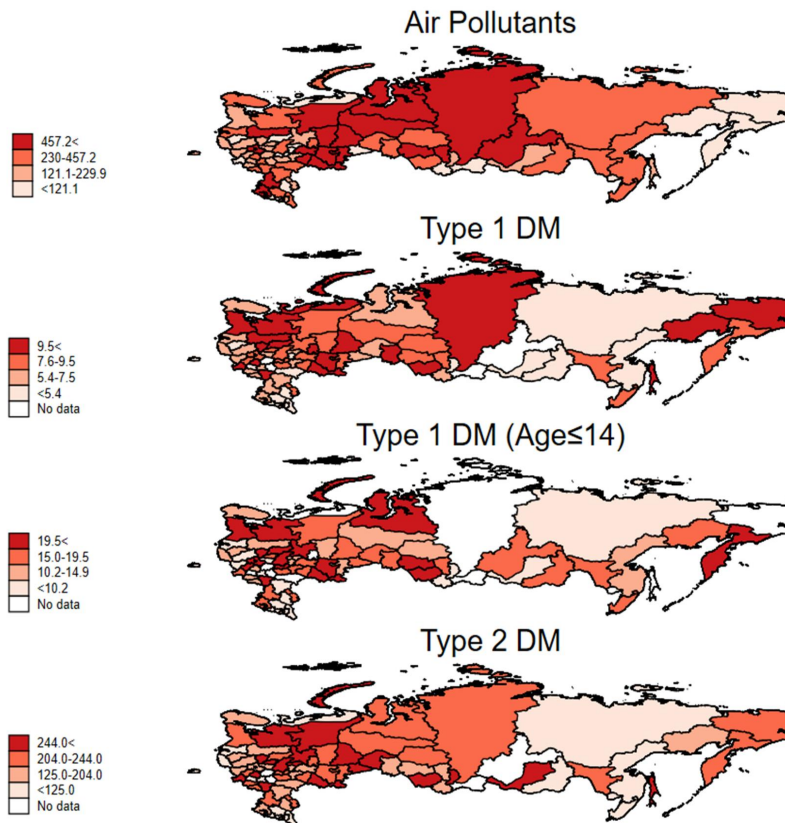 Air Pollutants
457.2<
230-457.2
121.1-229.9
<121.1
Type 1 DM
9.5<
7.6-9.5
5.4-7.5
<5.4
No data
Type 1 DM (Age≤14)
19.5<
15.0-19.5
10.2-14.9
<10.2
No data
Type 2 DM
244.0<
204.0-244.0
125.0-204.0
<125.0
No data